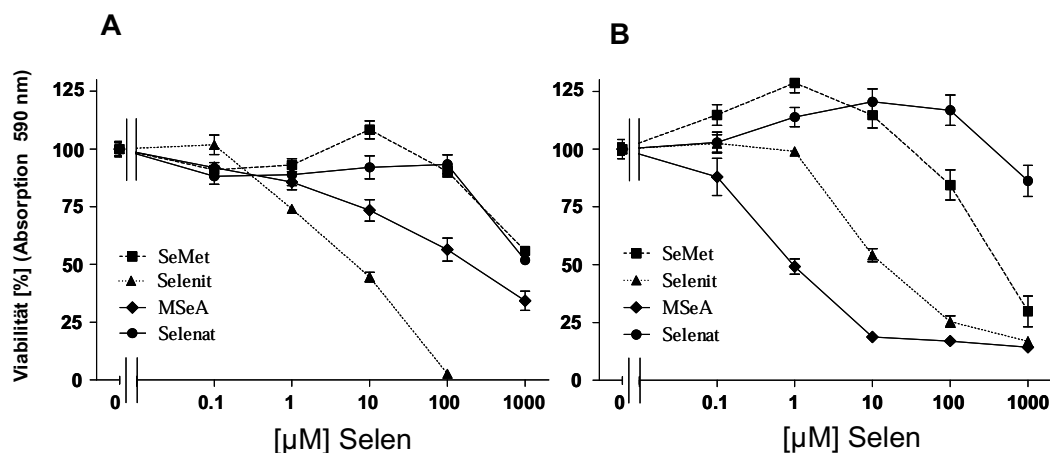 A
Viabilität [%] (Absorption 590 nm)
125
100
75
50
25
0
SeMet
Selenit
MSeA
Selenat
0 0.1 1 10 100 1000
[µM] Selen
B
125
100
75
50
25
0
SeMet
Selenit
MSeA
Selenat
0 0.1 1 10 100 1000
[µM] Selen